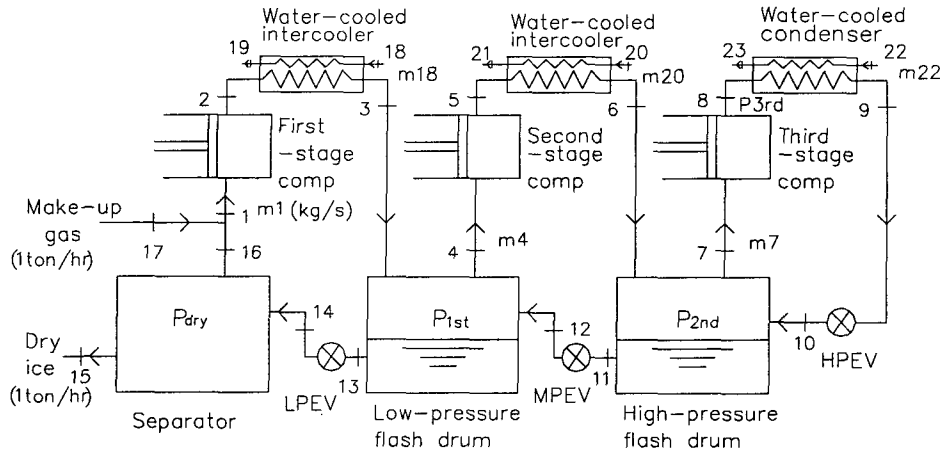 Water-cooled
intercooler
19
18
m18
2
3
First
-stage
comp
Make-up
gas
(1ton/hr)
17
1
m1(kg/s)
16
Water-cooled
intercooler
21
20
m20
5
6
Second
-stage
comp
4
m4
Water-cooled
condenser
23
22
m22
8
P3rd
9
Third
-stage
comp
7
m7
Pdry
14
P1st
12
P2nd
10
HPEV
Dry
ice
(1ton/hr)
15
LPEV
13
MPEV
11
Separator
Low-pressure
flash drum
High-pressure
flash drum